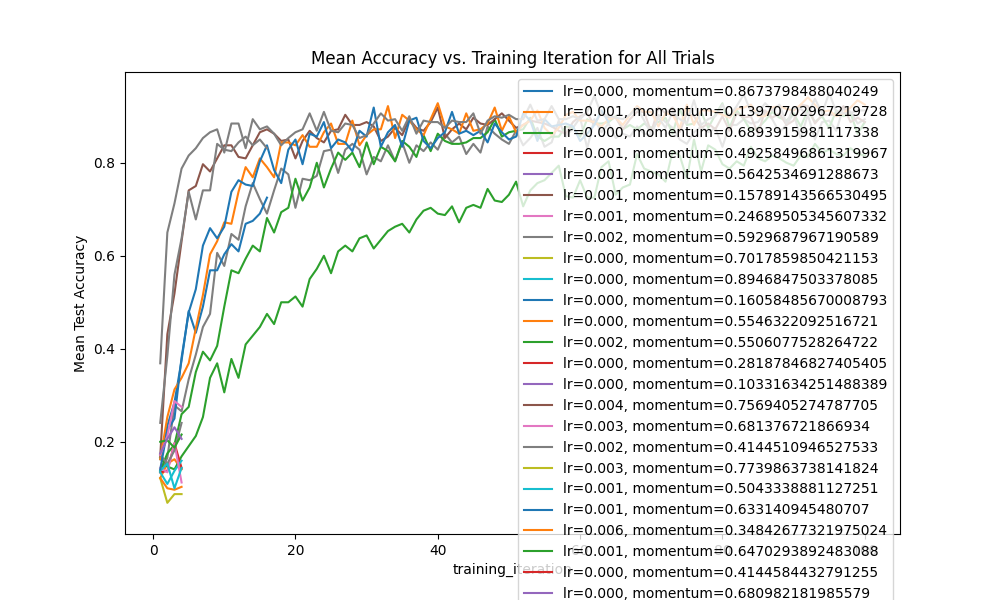 Mean Accuracy vs. Training Iteration for All Trials
Mean Test Accuracy
0.8
0.6
0.4
0.2
0
20
40
lr=0.000, momentum=0.8673798488040249
lr=0.001, momentum=0.13970702967219728
lr=0.000, momentum=0.6893915981117338
lr=0.001, momentum=0.49258496861319967
lr=0.001, momentum=0.5642534691288673
lr=0.001, momentum=0.15789143566530495
lr=0.001, momentum=0.24689505345607332
lr=0.002, momentum=0.5929687967190589
lr=0.000, momentum=0.7017859850421153
lr=0.000, momentum=0.8946847503378085
lr=0.000, momentum=0.16058485670008793
lr=0.000, momentum=0.5546322092516721
lr=0.002, momentum=0.5506077528264722
lr=0.000, momentum=0.28187846827405405
lr=0.000, momentum=0.10331634251488389
lr=0.004, momentum=0.7569405274787705
lr=0.003, momentum=0.681376721866934
lr=0.002, momentum=0.4144510946527533
lr=0.003, momentum=0.7739863738141824
lr=0.001, momentum=0.5043338881127251
lr=0.001, momentum=0.633140945480707
lr=0.006, momentum=0.348426773219750​24
lr=0.001, momentum=0.6470293892483088
lr=0.000, momentum=0.4144584432791255
lr=0.000, momentum=0.680982181985579
training_iteration